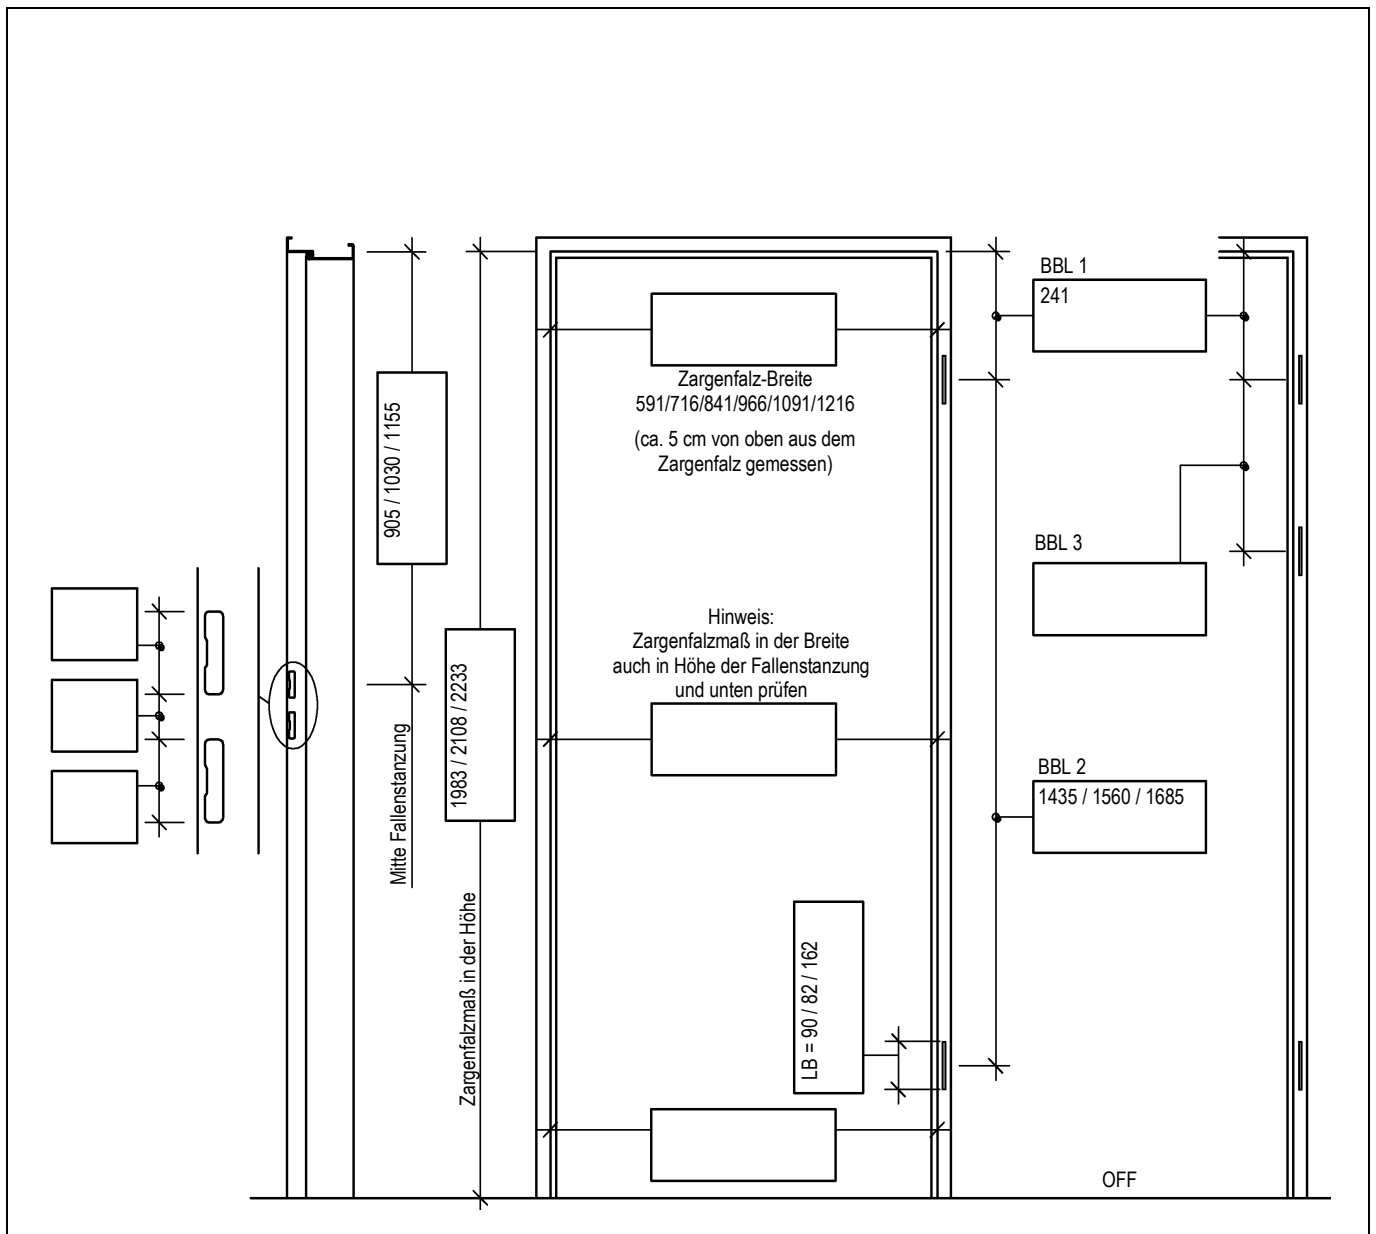 BBL 1
241
Zargenfalz-Breite
591/716/841/966/1091/1216
(ca. 5 cm von oben aus dem
Zargenfalz gemessen)
905 / 1030 / 1155
BBL 3
Hinweis:
Zargenfalzmaß in der Breite
auch in Höhe der Fallenstanzung
und unten prüfen
1983 / 2108 / 2233
Mitte Fallenstanzung
BBL 2
1435 / 1560 / 1685
Zargenfalzmaß in der Höhe
LB = 90 / 82 / 162
OFF